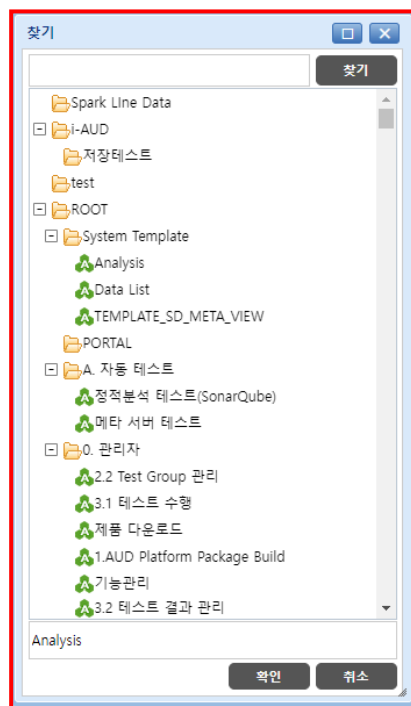 찾기
찾기
Spark LIne Data
i-AUD
저장테스트
test
ROOT
System Template
Analysis
Data List
TEMPLATE_SD_META_VIEW
PORTAL
A. 자동 테스트
정적분석 테스트(SonarQube)
메타 서버 테스트
0. 관리자
2.2 Test Group 관리
3.1 테스트 수행
제품 다운로드
1.AUD Platform Package Build
기능관리
3.2 테스트 결과 관리
Analysis
확인 취소